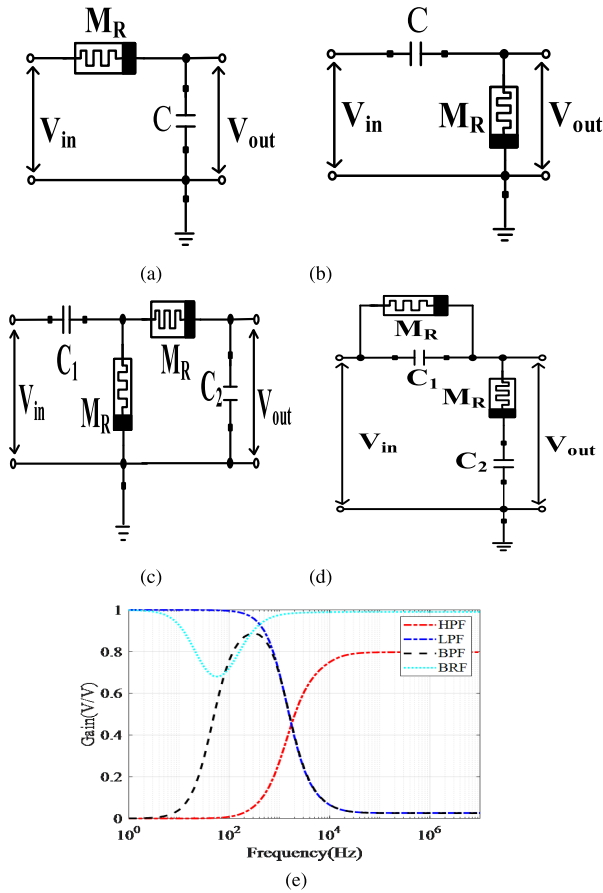 M_R
C
V_in
V_out
(a)
C
V_in
M_R
V_out
(b)
C_1
M_R
V_in
M_R
C_2
V_out
(c)
M_R
C_1
M_R
V_in
C_2
V_out
(d)
1
0.8
0.6
0.4
0.2
0
Gain(V/V)
HPF
LPF
BPF
BRF
10^0
10^2
10^4
10^6
Frequency(Hz)
(e)